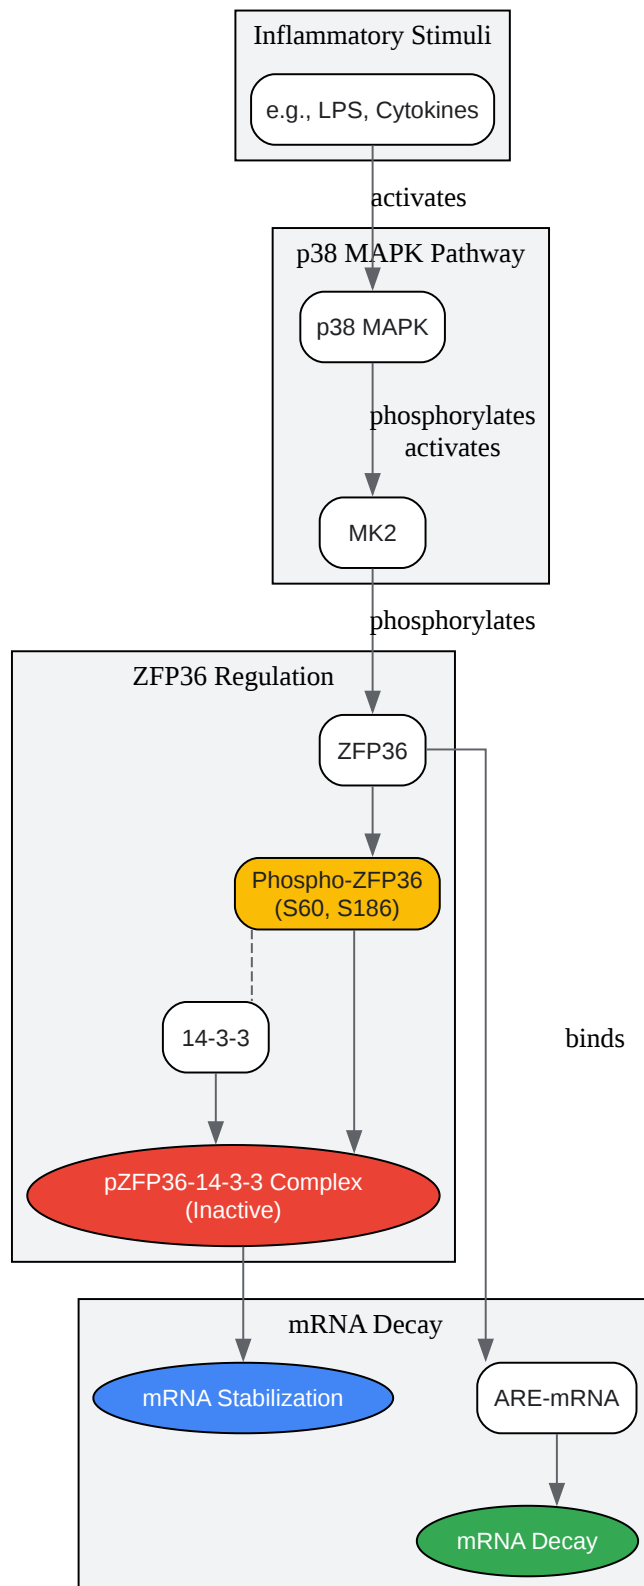 Inflammatory Stimuli
e.g., LPS, Cytokines
activates
p38 MAPK Pathway
p38 MAPK
phosphorylates
activates
MK2
phosphorylates
ZFP36 Regulation
ZFP36
Phospho-ZFP36
(S60, S186)
14-3-3
binds
pZFP36-14-3-3 Complex
(Inactive)
mRNA Decay
mRNA Stabilization
ARE-mRNA
mRNA Decay